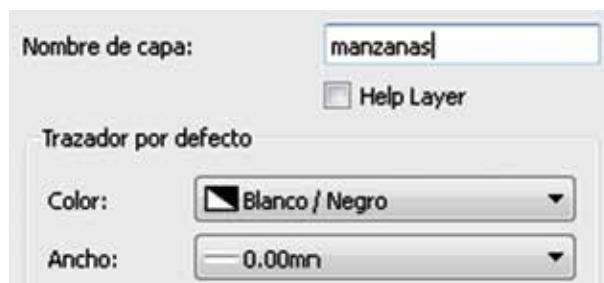 Nombre de capa: manzanas
Help Layer
Trazador por defecto
Color: Blanco / Negro
Ancho: 0.00mm